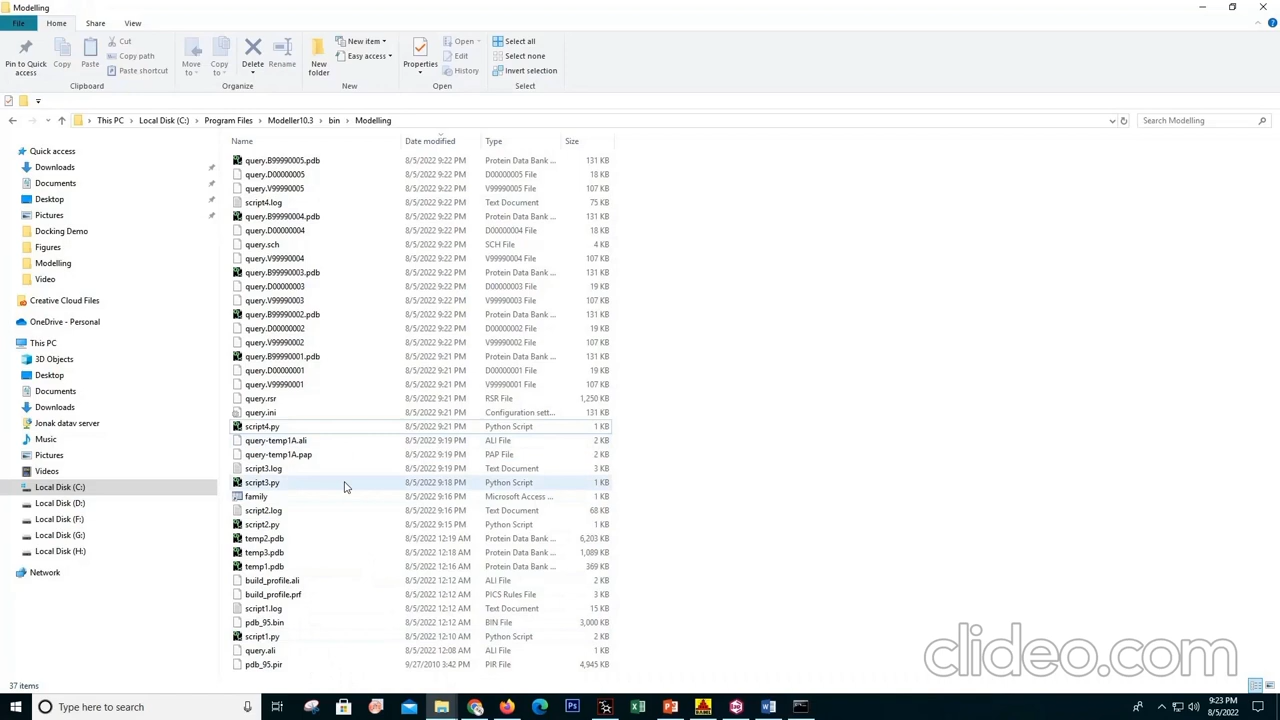 Modelling
File Home Share View
Pin to Quick access
Copy
Paste
Cut
Copy path
Paste shortcut
Clipboard
Move to
Copy to
Delete
Rename
Organize
New folder
New item
Easy access
New
Properties
Open
Edit
History
Open
Select all
Select none
Invert selection
Select
This PC Local Disk (C:) Program Files Modeller10.3 bin Modelling
Search Modelling
Name Date modified Type Size
Quick access
Downloads
Documents
Desktop
Pictures
Docking Demo
Figures
Modelling
Video
Creative Cloud Files
OneDrive - Personal
This PC
3D Objects
Desktop
Documents
Downloads
Jonak datav server
Music
Pictures
Videos
Local Disk (C:)
Local Disk (D:)
Local Disk (F:)
Local Disk (G:)
Local Disk (H:)
Network
query.B99990005.pdb 8/5/2022 9:22 PM Protein Data Bank ... 131 KB
query.D00000005 8/5/2022 9:22 PM D00000005 File 18 KB
query.V99990005 8/5/2022 9:22 PM V99990005 File 107 KB
script4.log 8/5/2022 9:22 PM Text Document 75 KB
query.B99990004.pdb 8/5/2022 9:22 PM Protein Data Bank ... 131 KB
query.D00000004 8/5/2022 9:22 PM D00000004 File 18 KB
query.sch 8/5/2022 9:22 PM SCH File 4 KB
query.V99990004 8/5/2022 9:22 PM V99990004 File 107 KB
query.B99990003.pdb 8/5/2022 9:22 PM Protein Data Bank ... 131 KB
query.D00000003 8/5/2022 9:22 PM D00000003 File 19 KB
query.V99990003 8/5/2022 9:22 PM V99990003 File 107 KB
query.B99990002.pdb 8/5/2022 9:22 PM Protein Data Bank ... 131 KB
query.D00000002 8/5/2022 9:22 PM D00000002 File 19 KB
query.V99990002 8/5/2022 9:22 PM V99990002 File 107 KB
query.B99990001.pdb 8/5/2022 9:21 PM Protein Data Bank ... 131 KB
query.D00000001 8/5/2022 9:21 PM D00000001 File 19 KB
query.V99990001 8/5/2022 9:21 PM V99990001 File 107 KB
query.rsr 8/5/2022 9:21 PM RSR File 1,250 KB
query.ini 8/5/2022 9:21 PM Configuration sett... 131 KB
script4.py 8/5/2022 9:21 PM Python Script 1 KB
query-temp1A.ali 8/5/2022 9:19 PM ALI File 2 KB
query-temp1A.pap 8/5/2022 9:19 PM PAP File 2 KB
script3.log 8/5/2022 9:19 PM Text Document 3 KB
script3.py 8/5/2022 9:18 PM Python Script 1 KB
family 8/5/2022 9:16 PM Microsoft Access ... 1 KB
script2.log 8/5/2022 9:16 PM Text Document 68 KB
script2.py 8/5/2022 9:15 PM Python Script 1 KB
temp2.pdb 8/5/2022 12:19 AM Protein Data Bank ... 6,203 KB
temp3.pdb 8/5/2022 12:18 AM Protein Data Bank ... 1,089 KB
temp1.pdb 8/5/2022 12:16 AM Protein Data Bank ... 369 KB
build_profile.ali 8/5/2022 12:12 AM ALI File 2 KB
build_profile.prf 8/5/2022 12:12 AM PICS Rules File 3 KB
script1.log 8/5/2022 12:12 AM Text Document 15 KB
pdb_95.bin 8/5/2022 12:12 AM BIN File 3,000 KB
script1.py 8/5/2022 12:10 AM Python Script 2 KB
query.ali 8/5/2022 12:08 AM ALI File 1 KB
pdb_95.pir 9/27/2010 3:42 PM PIR File 4,945 KB
clideo.com
37 items
Type here to search
9:23 PM
8/5/2022